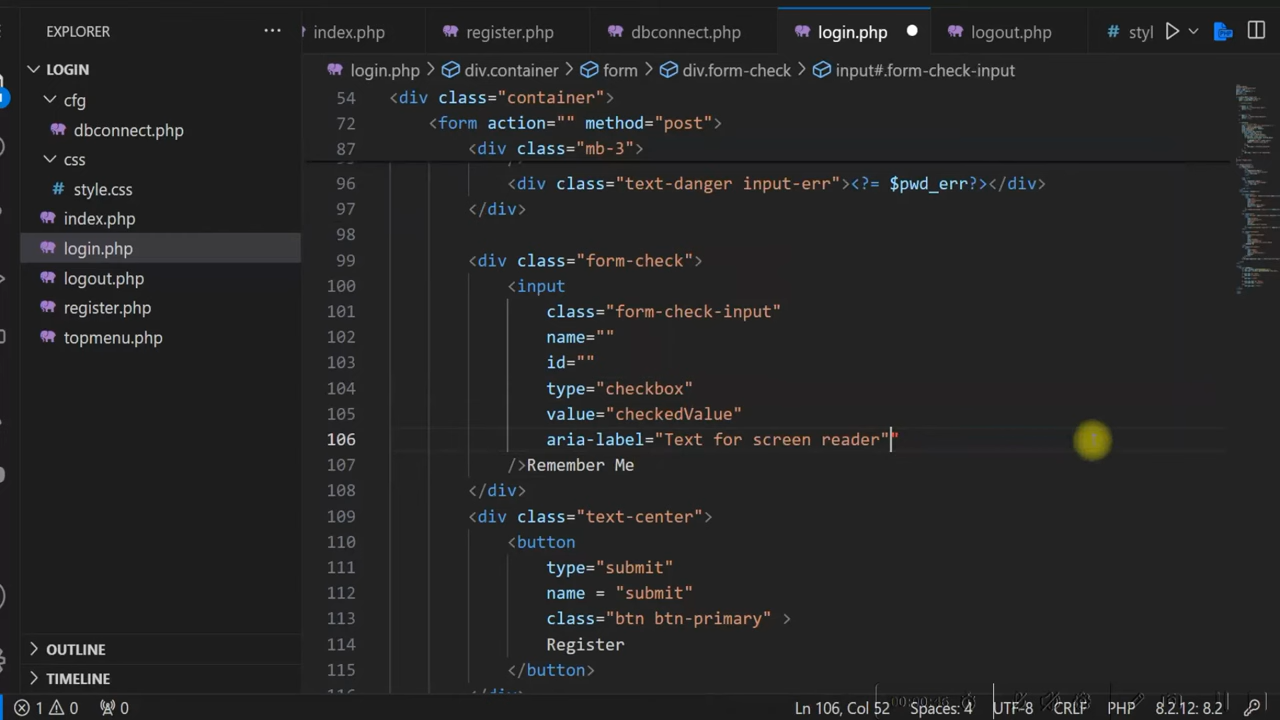 EXPLORER
LOGIN
cfg
dbconnect.php
css
# style.css
index.php
login.php
logout.php
register.php
topmenu.php
OUTLINE
TIMELINE
index.php register.php dbconnect.php login.php logout.php # styl
login.php > div.container > form > div.form-check > input#.form-check-input
54 <div class="container">
72 <form action="" method="post">
87 <div class="mb-3">
96 <div class="text-danger input-err"><?= $pwd_err?></div>
97 </div>
98
99 <div class="form-check">
100 <input
101 class="form-check-input"
102 name=""
103 id=""
104 type="checkbox"
105 value="checkedValue"
106 aria-label="Text for screen reader""
107 />Remember Me
108 </div>
109 <div class="text-center">
110 <button
111 type="submit"
112 name = "submit"
113 class="btn btn-primary" >
114 Register
115 </button>
1 0 0 Ln 106, Col 52 Spaces: 4 UTF-8 CRLF PHP 8.2.12: 8.2